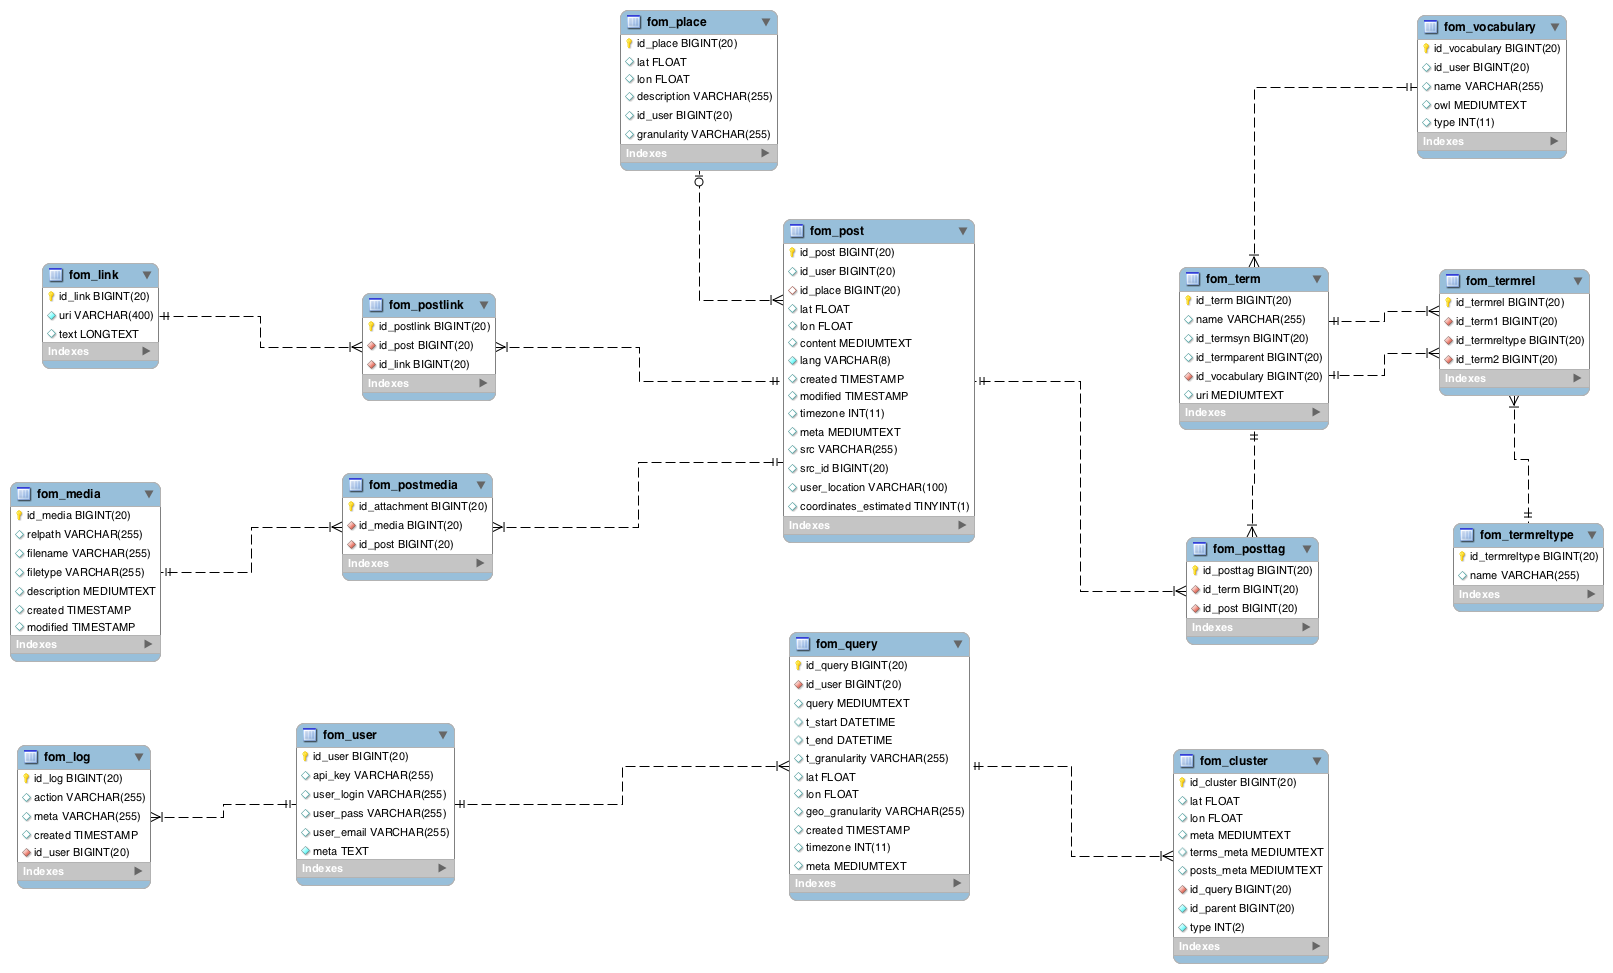 fom_place
id_place BIGINT(20)
lat FLOAT
lon FLOAT
description VARCHAR(255)
id_user BIGINT(20)
granularity VARCHAR(255)
Indexes
fom_vocabulary
id_vocabulary BIGINT(20)
id_user BIGINT(20)
name VARCHAR(255)
owl MEDIUMTEXT
type INT(11)
Indexes
fom_post
id_post BIGINT(20)
id_user BIGINT(20)
id_place BIGINT(20)
lat FLOAT
lon FLOAT
content MEDIUMTEXT
lang VARCHAR(8)
created TIMESTAMP
modified TIMESTAMP
timezone INT(11)
meta MEDIUMTEXT
src VARCHAR(255)
src_id BIGINT(20)
user_location VARCHAR(100)
coordinates_estimated TINYINT(1)
Indexes
fom_link
id_link BIGINT(20)
uri VARCHAR(400)
text LONGTEXT
Indexes
fom_postlink
id_postlink BIGINT(20)
id_post BIGINT(20)
id_link BIGINT(20)
Indexes
fom_term
id_term BIGINT(20)
name VARCHAR(255)
id_termsyn BIGINT(20)
id_termparent BIGINT(20)
id_vocabulary BIGINT(20)
uri MEDIUMTEXT
Indexes
fom_termrel
id_termrel BIGINT(20)
id_term1 BIGINT(20)
id_termreltype BIGINT(20)
id_term2 BIGINT(20)
Indexes
fom_media
id_media BIGINT(20)
relpath VARCHAR(255)
filename VARCHAR(255)
filetype VARCHAR(255)
description MEDIUMTEXT
created TIMESTAMP
modified TIMESTAMP
Indexes
fom_postmedia
id_attachment BIGINT(20)
id_media BIGINT(20)
id_post BIGINT(20)
Indexes
fom_posttag
id_posttag BIGINT(20)
id_term BIGINT(20)
id_post BIGINT(20)
Indexes
fom_termreltype
id_termreltype BIGINT(20)
name VARCHAR(255)
Indexes
fom_log
id_log BIGINT(20)
action VARCHAR(255)
meta VARCHAR(255)
created TIMESTAMP
id_user BIGINT(20)
Indexes
fom_user
id_user BIGINT(20)
api_key VARCHAR(255)
user_login VARCHAR(255)
user_pass VARCHAR(255)
user_email VARCHAR(255)
meta TEXT
Indexes
fom_query
id_query BIGINT(20)
id_user BIGINT(20)
query MEDIUMTEXT
t_start DATETIME
t_end DATETIME
t_granularity VARCHAR(255)
lat FLOAT
lon FLOAT
geo_granularity VARCHAR(255)
created TIMESTAMP
timezone INT(11)
meta MEDIUMTEXT
Indexes
fom_cluster
id_cluster BIGINT(20)
lat FLOAT
lon FLOAT
meta MEDIUMTEXT
terms_meta MEDIUMTEXT
posts_meta MEDIUMTEXT
id_query BIGINT(20)
id_parent BIGINT(20)
type INT(2)
Indexes